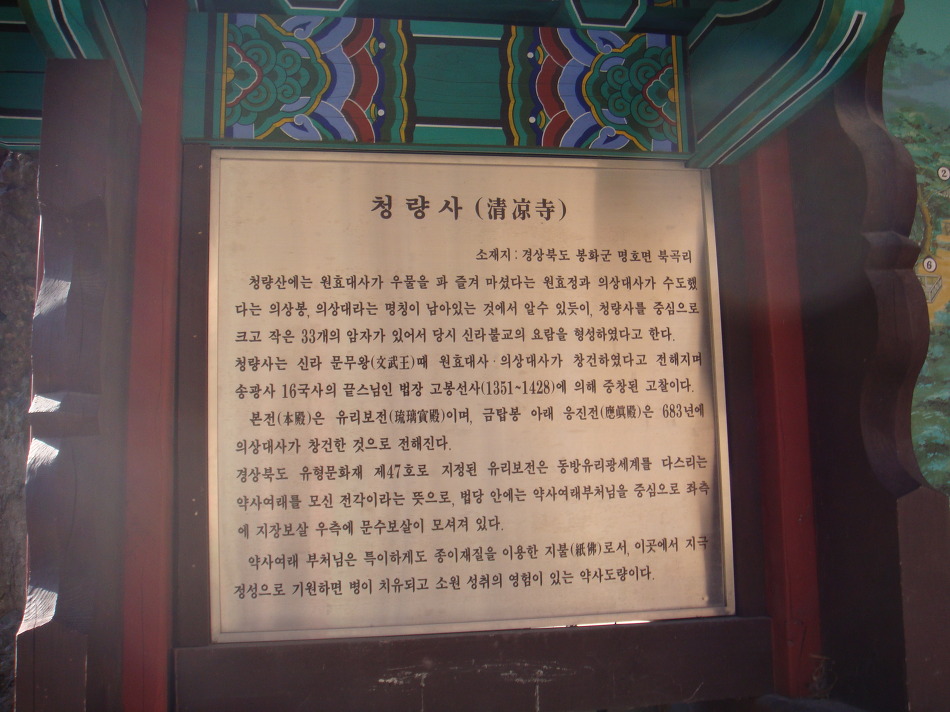 청량사 (清凉寺)
소재지 : 경상북도 봉화군 명호면 북곡리
청량산에는 원효대사가 우물을 파 즐겨 마셨다는 원효정과 의상대사가 수도했
다는 의상봉, 의상대라는 명칭이 남아있는 것에서 알수 있듯이, 청량사를 중심으로
크고 작은 33개의 암자가 있어서 당시 신라불교의 요람을 형성하였다고 한다.
청량사는 신라 문무왕(文武王)때 원효대사·의상대사가 창건하였다고 전해지며
송광사 16국사의 끝스님인 법장 고봉선사(1351~1428)에 의해 중창된 고찰이다.
본전(本殿)은 유리보전(琉璃寶殿)이며, 금탑봉 아래 응진전(應眞殿)은 683년에
의상대사가 창건한 것으로 전해진다.
경상북도 유형문화재 제47호로 지정된 유리보전은 동방유리광세계를 다스리는
약사여래를 모신 전각이라는 뜻으로, 법당 안에는 약사여래부처님을 중심으로 좌측
에 지장보살 우측에 문수보살이 모셔져 있다.
약사여래 부처님은 특이하게도 종이재질을 이용한 지불(紙佛)로서, 이곳에서 지극
정성으로 기원하면 병이 치유되고 소원 성취의 영험이 있는 약사도량이다.
2
6